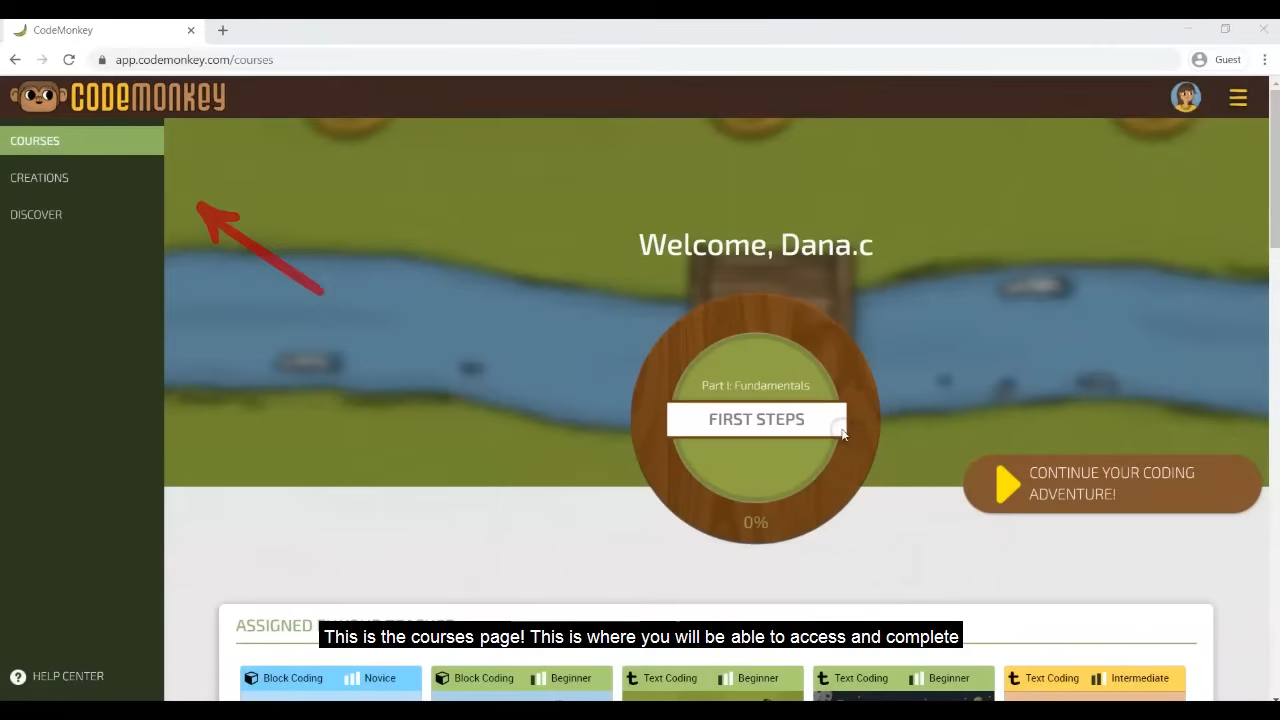 CodeMonkey
app.codemonkey.com/courses
Guest
CODEMONKEY
COURSES
CREATIONS
DISCOVER
Welcome, Dana.c
Part I: Fundamentals
FIRST STEPS
0%
CONTINUE YOUR CODING
ADVENTURE!
ASSIGNED
This is the courses page! This is where you will be able to access and complete
Block Coding Novice
Block Coding Beginner
Text Coding Beginner
Text Coding Beginner
Text Coding Intermediate
HELP CENTER